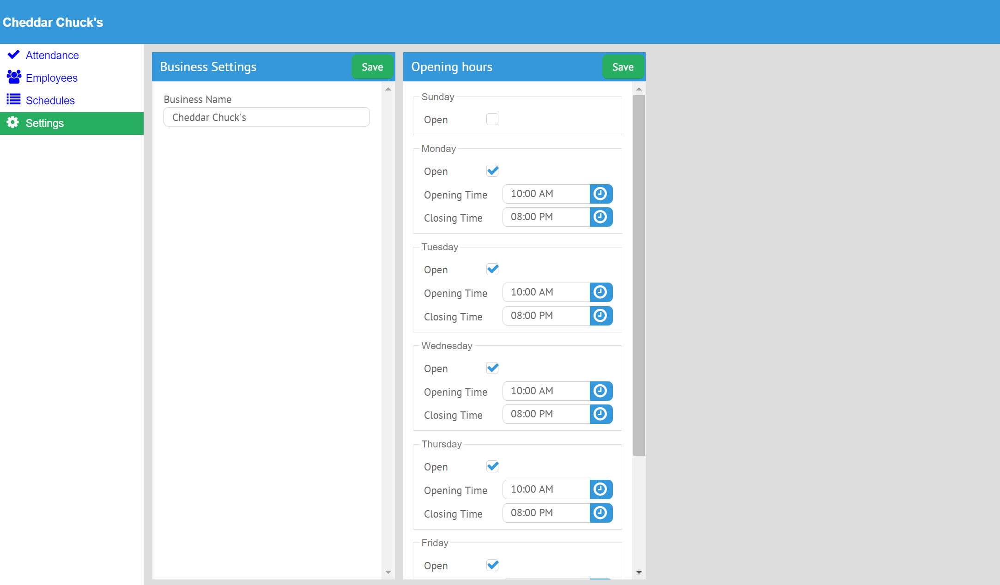 Cheddar Chuck's
Attendance
Employees
Schedules
Settings
Business Settings
Save
Business Name
Cheddar Chuck's
Opening hours
Save
Sunday
Open
Monday
Open
Opening Time 10:00 AM
Closing Time 08:00 PM
Tuesday
Open
Opening Time 10:00 AM
Closing Time 08:00 PM
Wednesday
Open
Opening Time 10:00 AM
Closing Time 08:00 PM
Thursday
Open
Opening Time 10:00 AM
Closing Time 08:00 PM
Friday
Open